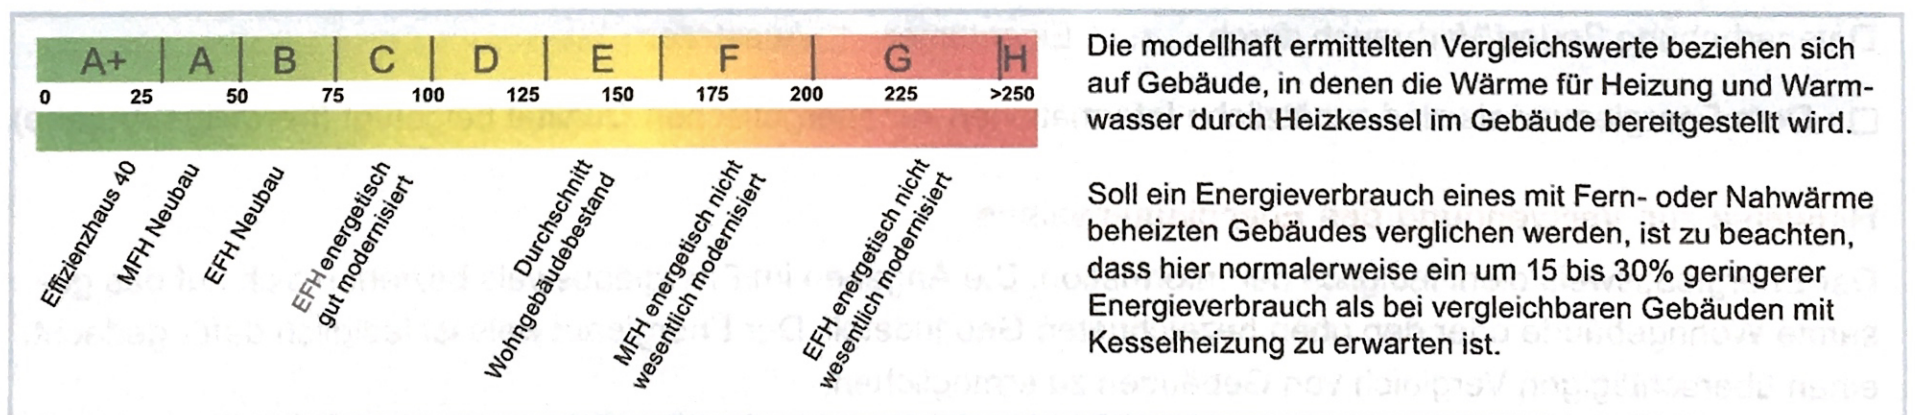 A+ A B C D E F G H
0 25 50 75 100 125 150 175 200 225 >250
Effizienzhaus 40
MFH Neubau
EFH Neubau
EFH energetisch
gut modernisiert
Durchschnitt
Wohngebäudebestand
MFH energetisch nicht
wesentlich modernisiert
EFH energetisch nicht
wesentlich modernisiert
Die modellhaft ermittelten Vergleichswerte beziehen sich
auf Gebäude, in denen die Wärme für Heizung und Warm-
wasser durch Heizkessel im Gebäude bereitgestellt wird.
Soll ein Energieverbrauch eines mit Fern- oder Nahwärme
beheizten Gebäudes verglichen werden, ist zu beachten,
dass hier normalerweise ein um 15 bis 30% geringerer
Energieverbrauch als bei vergleichbaren Gebäuden mit
Kesselheizung zu erwarten ist.